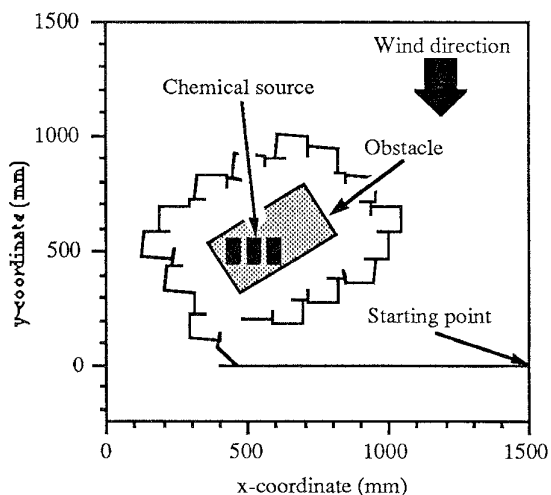 1500
Wind direction
Chemical source
1000
Obstacle
y-coordinate (mm)
500
Starting point
0
0
500
1000
1500
x-coordinate (mm)